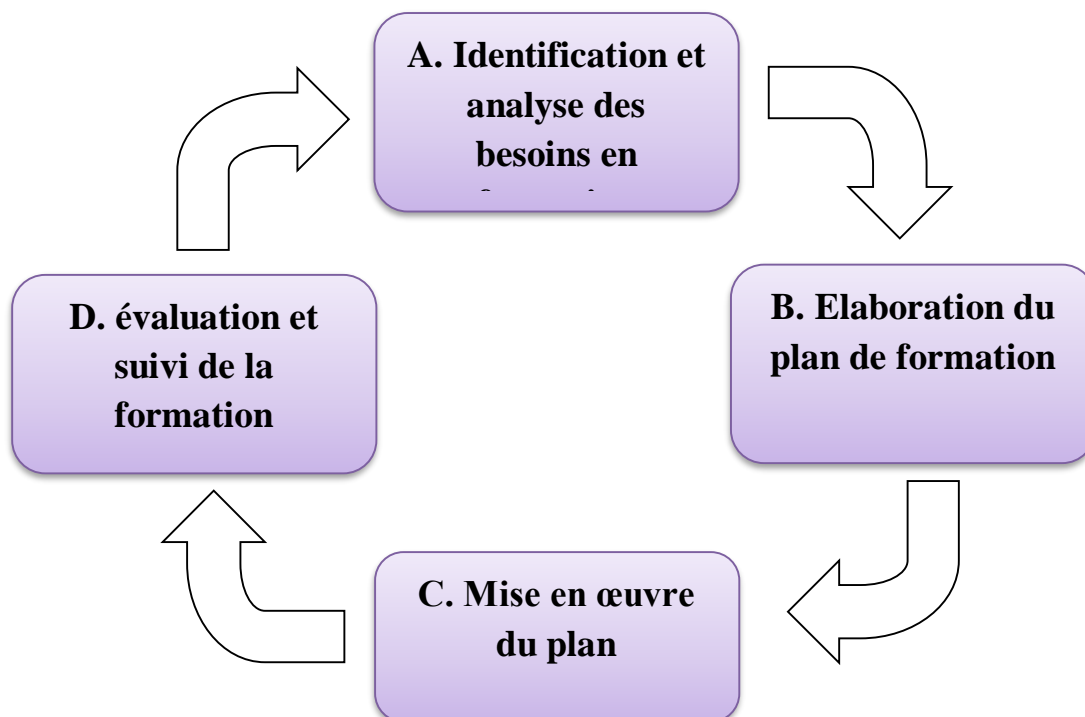 A. Identification et
analyse des
besoins en
B. Elaboration du
plan de formation
C. Mise en œuvre
du plan
D. évaluation et
suivi de la
formation